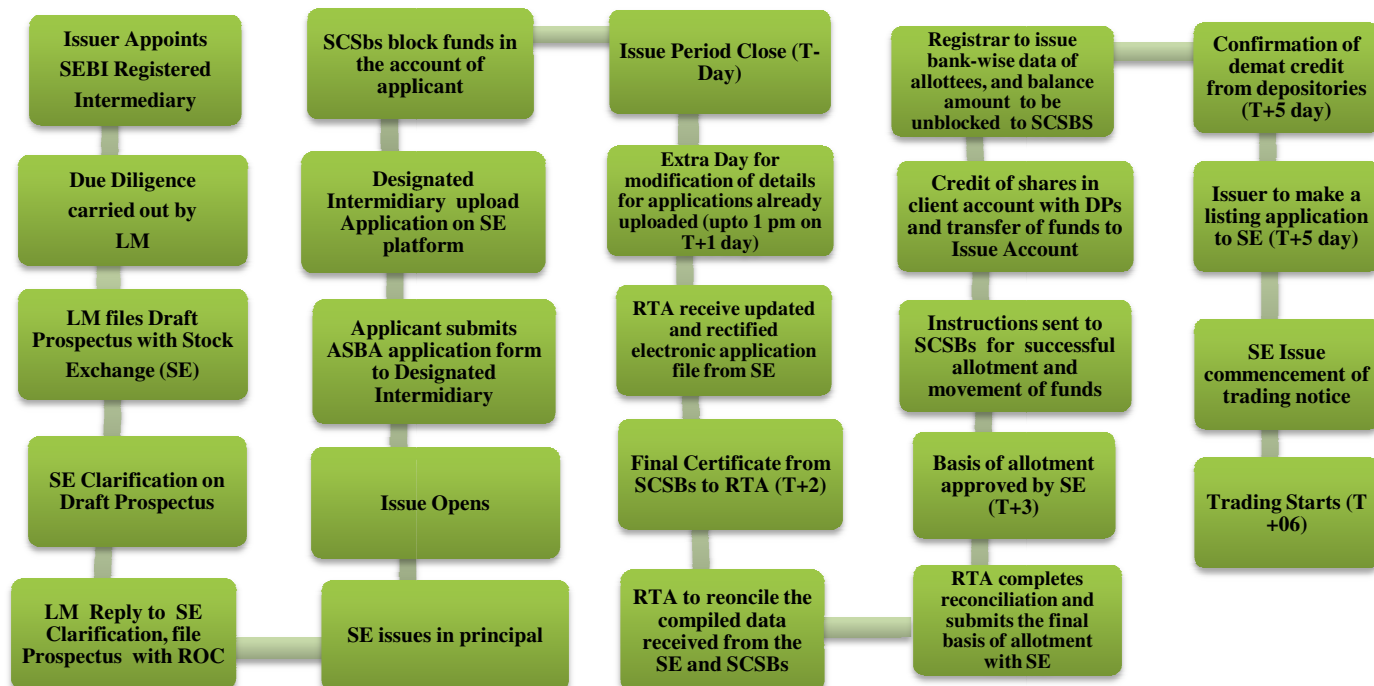 Issuer Appoints
SEBI Registered
Intermediary
Due Diligence
carried out by
LM
LM files Draft
Prospectus with Stock
Exchange (SE)
SE Clarification on
Draft Prospectus
LM Reply to SE
Clarification, file
Prospectus with ROC
SE issues in principal
Issue Opens
Applicant submits
ASBA application form
to Designated
Intermidiary
Designated
Intermidiary upload
Application on SE
platform
SCSbs block funds in
the account of
applicant
Issue Period Close (T-
Day)
Extra Day for
modification of details
for applications already
uploaded (upto 1 pm on
T+1 day)
RTA receive updated
and rectified
electronic application
file from SE
Final Certificate from
SCSBs to RTA (T+2)
RTA to reconcile the
compiled data
received from the
SE and SCSBs
RTA completes
reconciliation and
submits the final
basis of allotment
with SE
Basis of allotment
approved by SE
(T+3)
Instructions sent to
SCSBs for successful
allotment and
movement of funds
Credit of shares in
client account with DPs
and transfer of funds to
Issue Account
Registrar to issue
bank-wise data of
allottees, and balance
amount to be
unblocked to SCSBS
Confirmation of
demat credit
from depositories
(T+5 day)
Issuer to make a
listing application
to SE (T+5 day)
SE Issue
commencement of
trading notice
Trading Starts (T
+06)